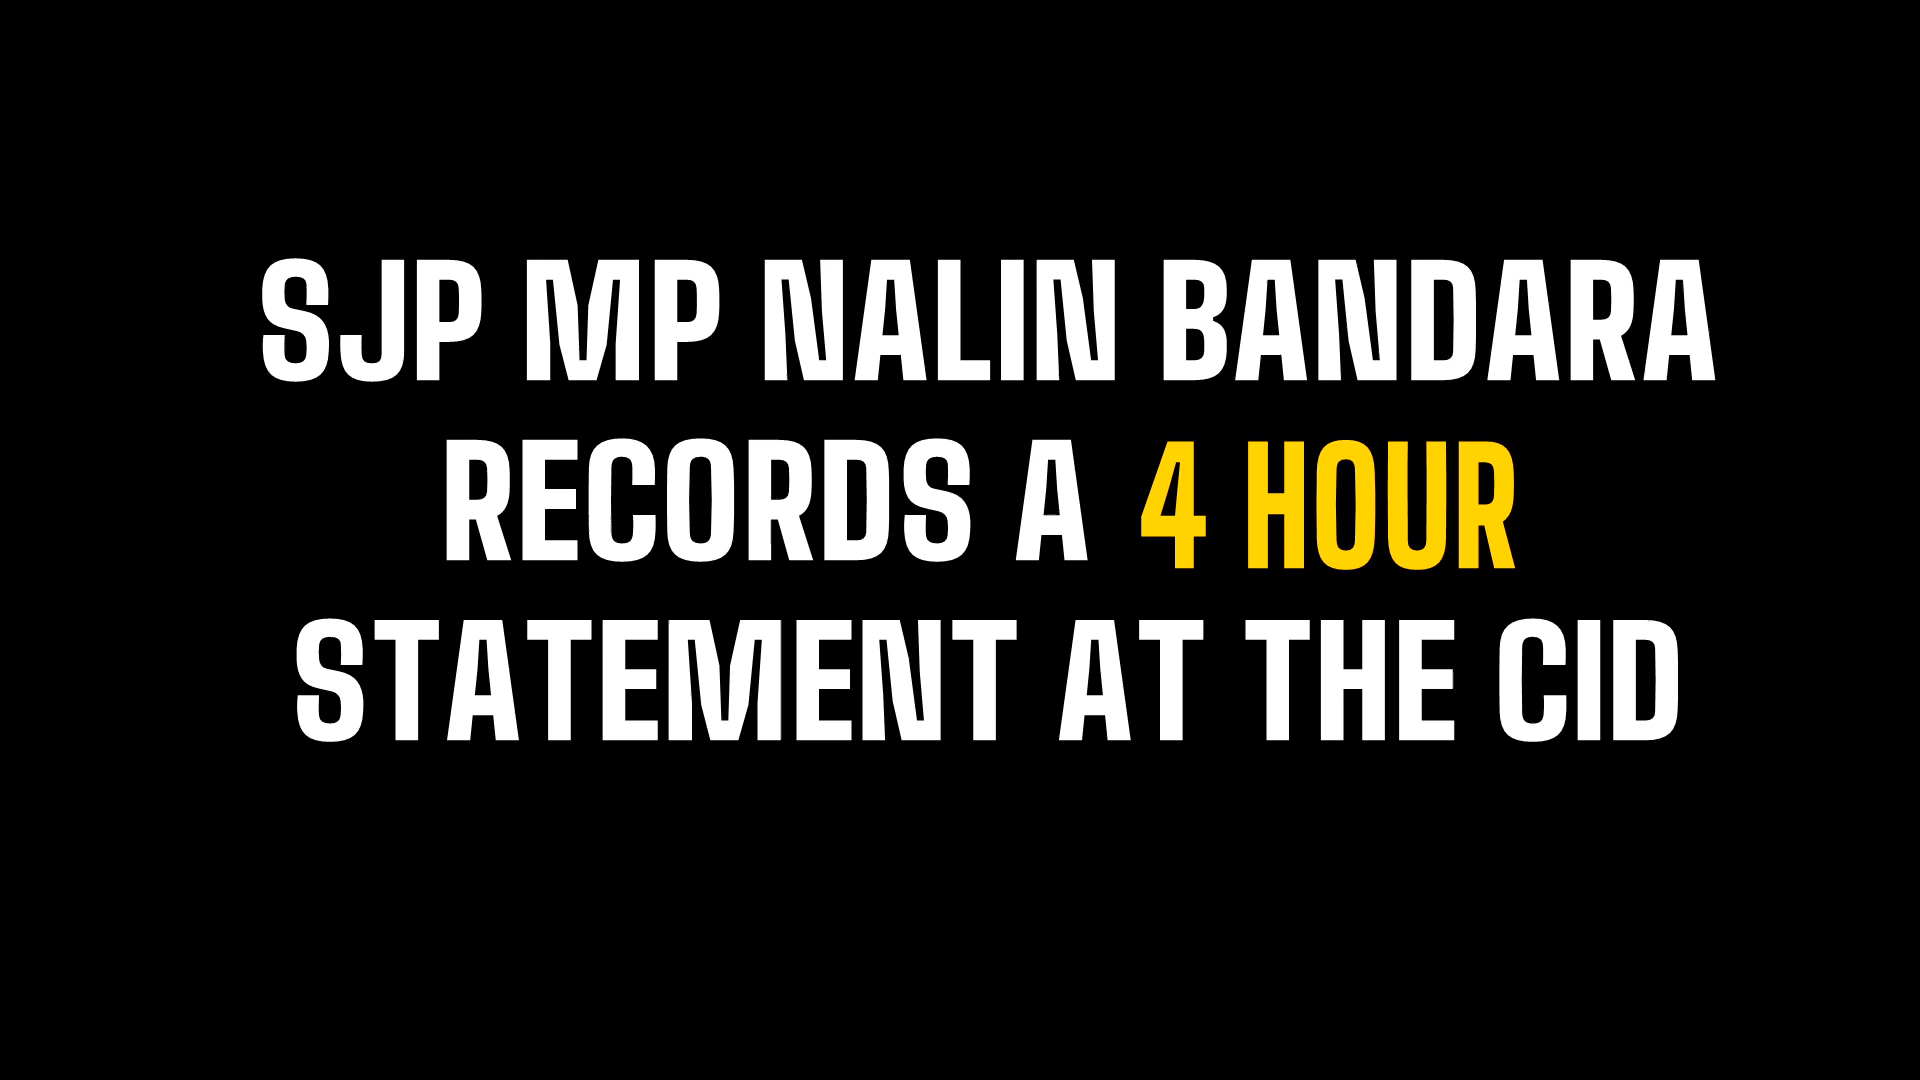 SJP MP NALIN BANDARA
RECORDS A 4 HOUR
STATEMENT AT THE CID